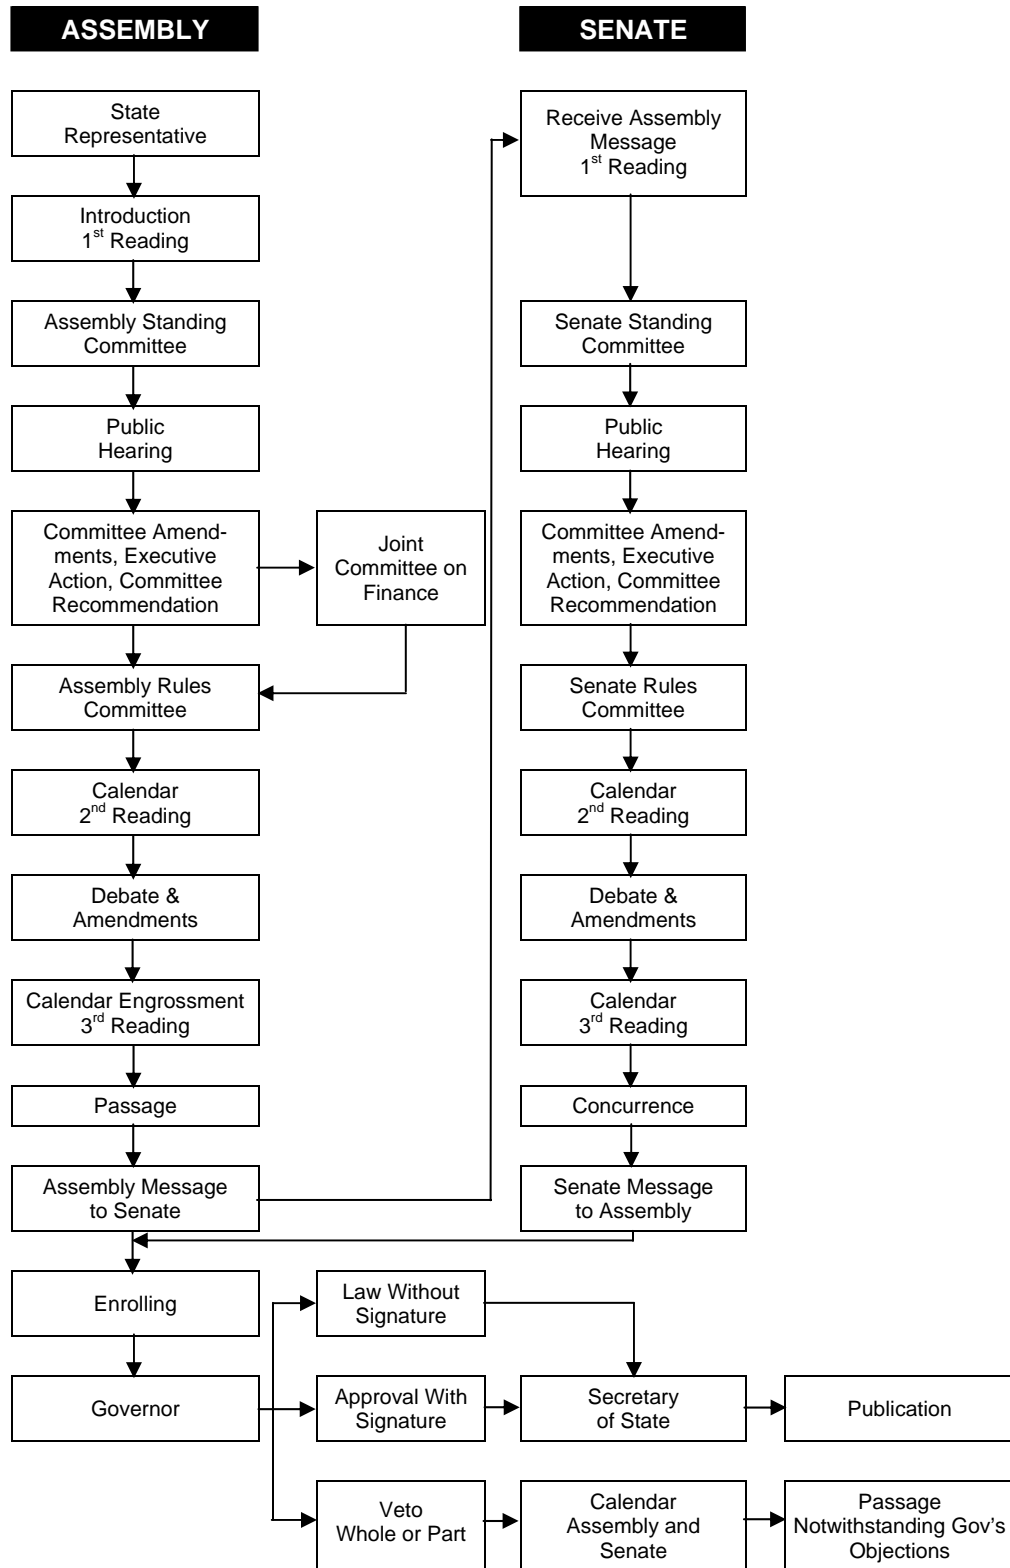 ASSEMBLY
State
Representative
Introduction
1st Reading
Assembly Standing
Committee
Public
Hearing
Committee Amend-
ments, Executive
Action, Committee
Recommendation
Joint
Committee on
Finance
Assembly Rules
Committee
Calendar
2nd Reading
Debate &
Amendments
Calendar Engrossment
3rd Reading
Passage
Assembly Message
to Senate
SENATE
Receive Assembly
Message
1st Reading
Senate Standing
Committee
Public
Hearing
Committee Amend-
ments, Executive
Action, Committee
Recommendation
Senate Rules
Committee
Calendar
2nd Reading
Debate &
Amendments
Calendar
3rd Reading
Concurrence
Senate Message
to Assembly
Enrolling
Governor
Law Without
Signature
Approval With
Signature
Secretary
of State
Publication
Veto
Whole or Part
Calendar
Assembly and
Senate
Passage
Notwithstanding Gov's
Objections